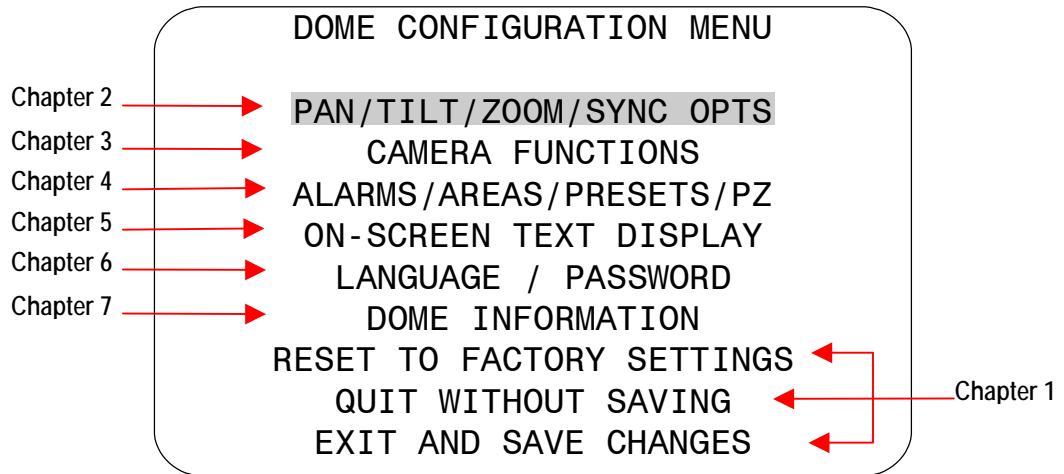 DOME CONFIGURATION MENU
Chapter 2
PAN/TILT/ZOOM/SYNC OPTS
Chapter 3
CAMERA FUNCTIONS
Chapter 4
ALARMS/AREAS/PRESETS/PZ
Chapter 5
ON-SCREEN TEXT DISPLAY
Chapter 6
LANGUAGE / PASSWORD
Chapter 7
DOME INFORMATION
RESET TO FACTORY SETTINGS
QUIT WITHOUT SAVING
Chapter 1
EXIT AND SAVE CHANGES